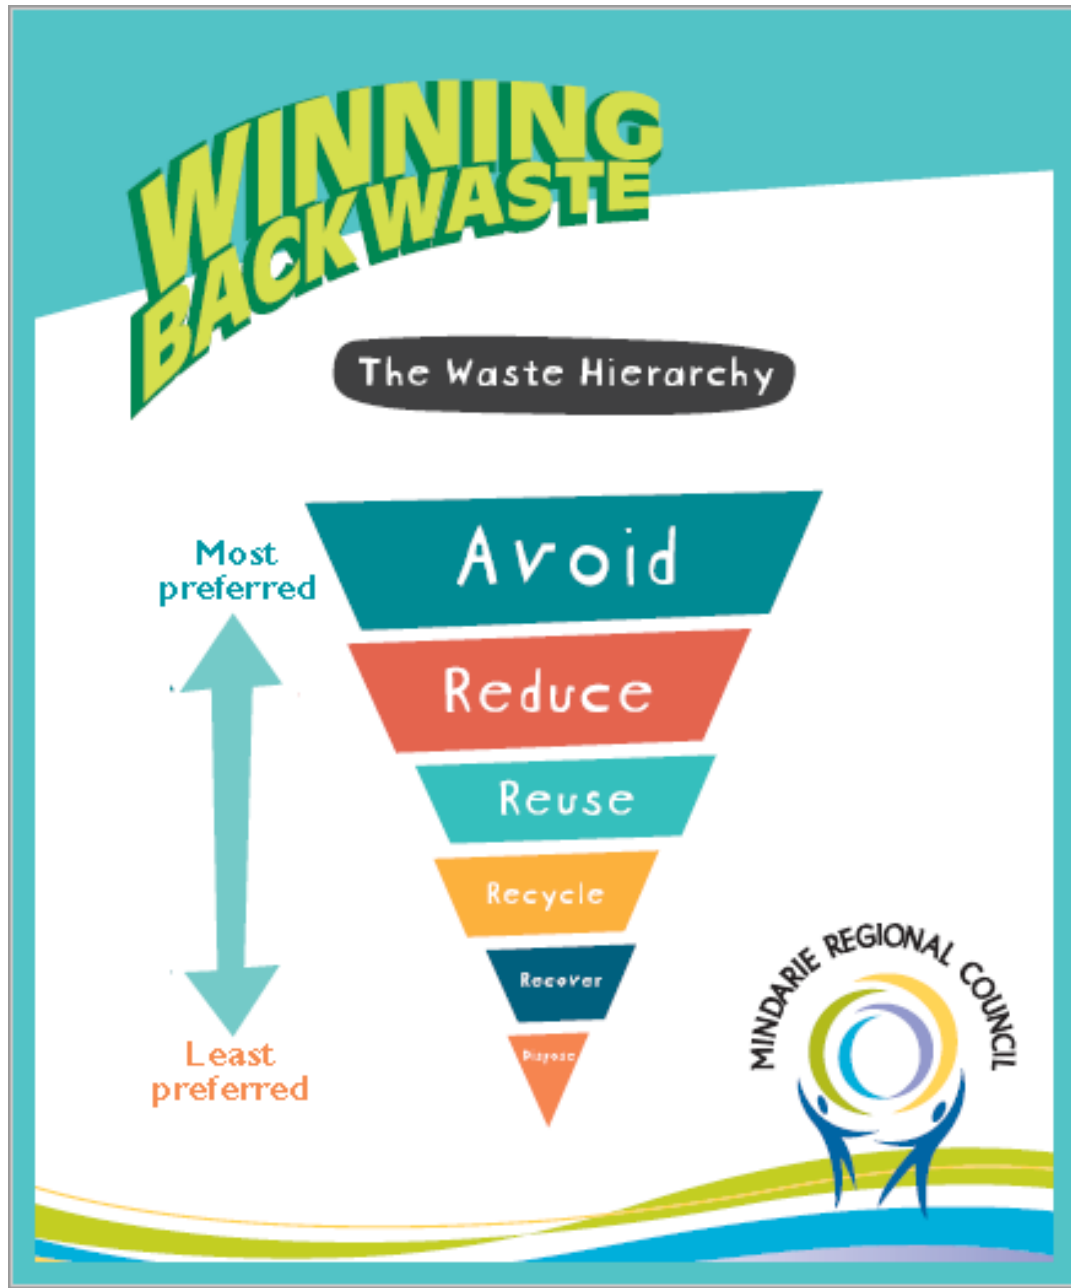 WINNING
BACK WASTE
The Waste Hierarchy
Most
preferred
Avoid
Reduce
Reuse
Recycle
Recover
Dispose
Least
preferred
MINDARIE REGIONAL COUNCIL